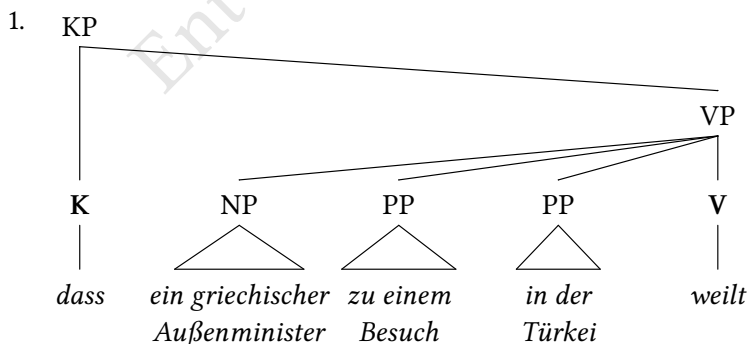 1.
KP
VP
K NP PP PP V
dass ein griechischer zu einem in der weilt
Außenminister Besuch Türkei